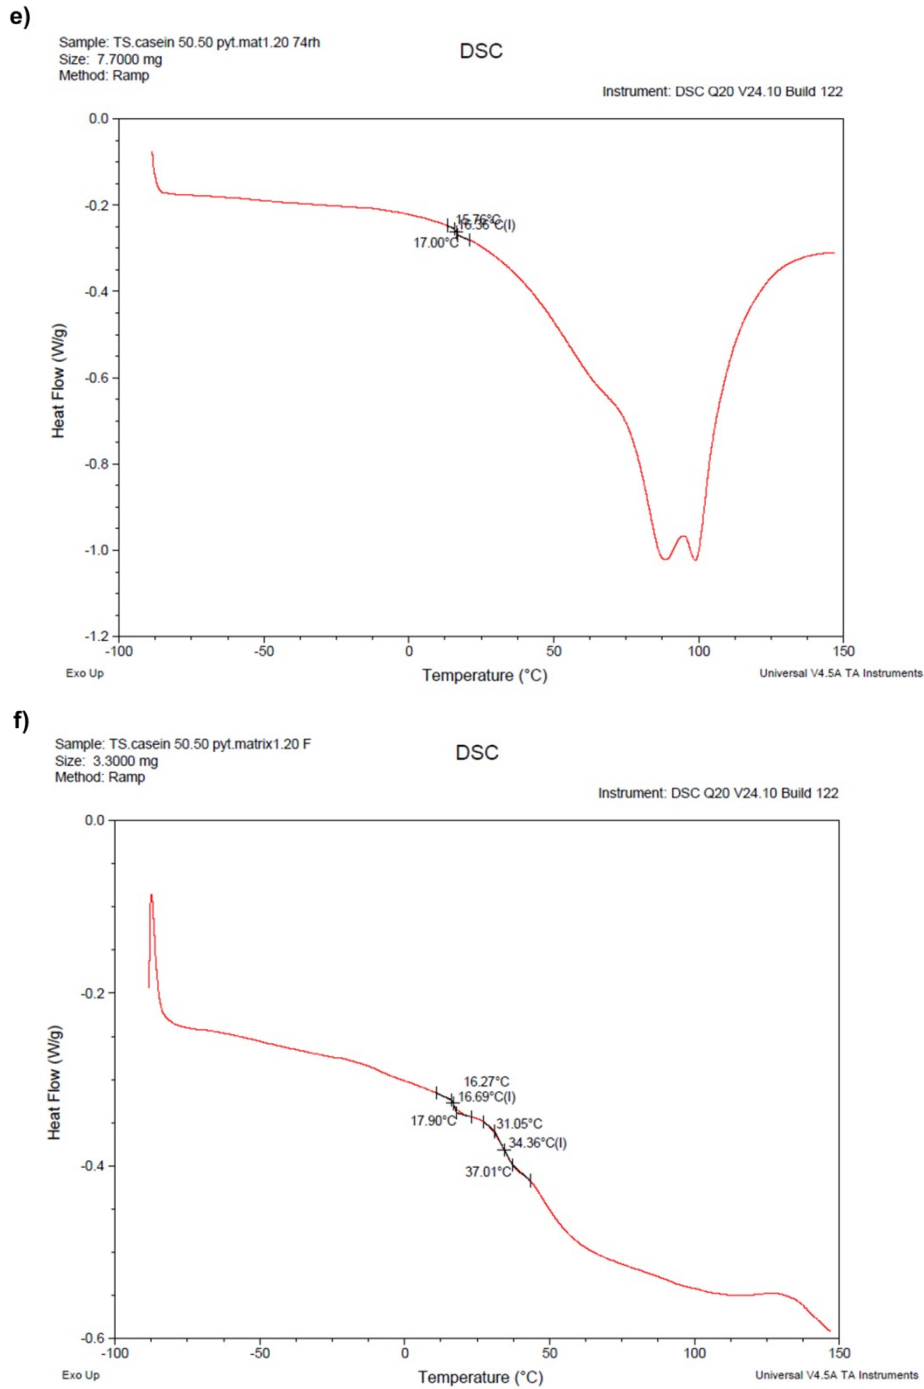 e)
Sample: TS.casein 50.50 pyt.mat1.20 74rh
Size: 7.7000 mg
Method: Ramp
DSC
Instrument: DSC Q20 V24.10 Build 122
0.0
-0.2
-0.4
-0.6
-0.8
-1.0
-1.2
Heat Flow (W/g)
15.76°C
16.36°C(I)
17.00°C
-100
-50
0
50
100
150
Exo Up
Temperature (°C)
Universal V4.5A TA Instruments
f)
Sample: TS.casein 50.50 pyt.matrix1.20 F
Size: 3.3000 mg
Method: Ramp
DSC
Instrument: DSC Q20 V24.10 Build 122
0.0
-0.2
-0.4
-0.6
Heat Flow (W/g)
16.27°C
16.69°C(I)
17.90°C
31.05°C
34.36°C(I)
37.01°C
-100
-50
0
50
100
150
Exo Up
Temperature (°C)
Universal V4.5A TA Instruments